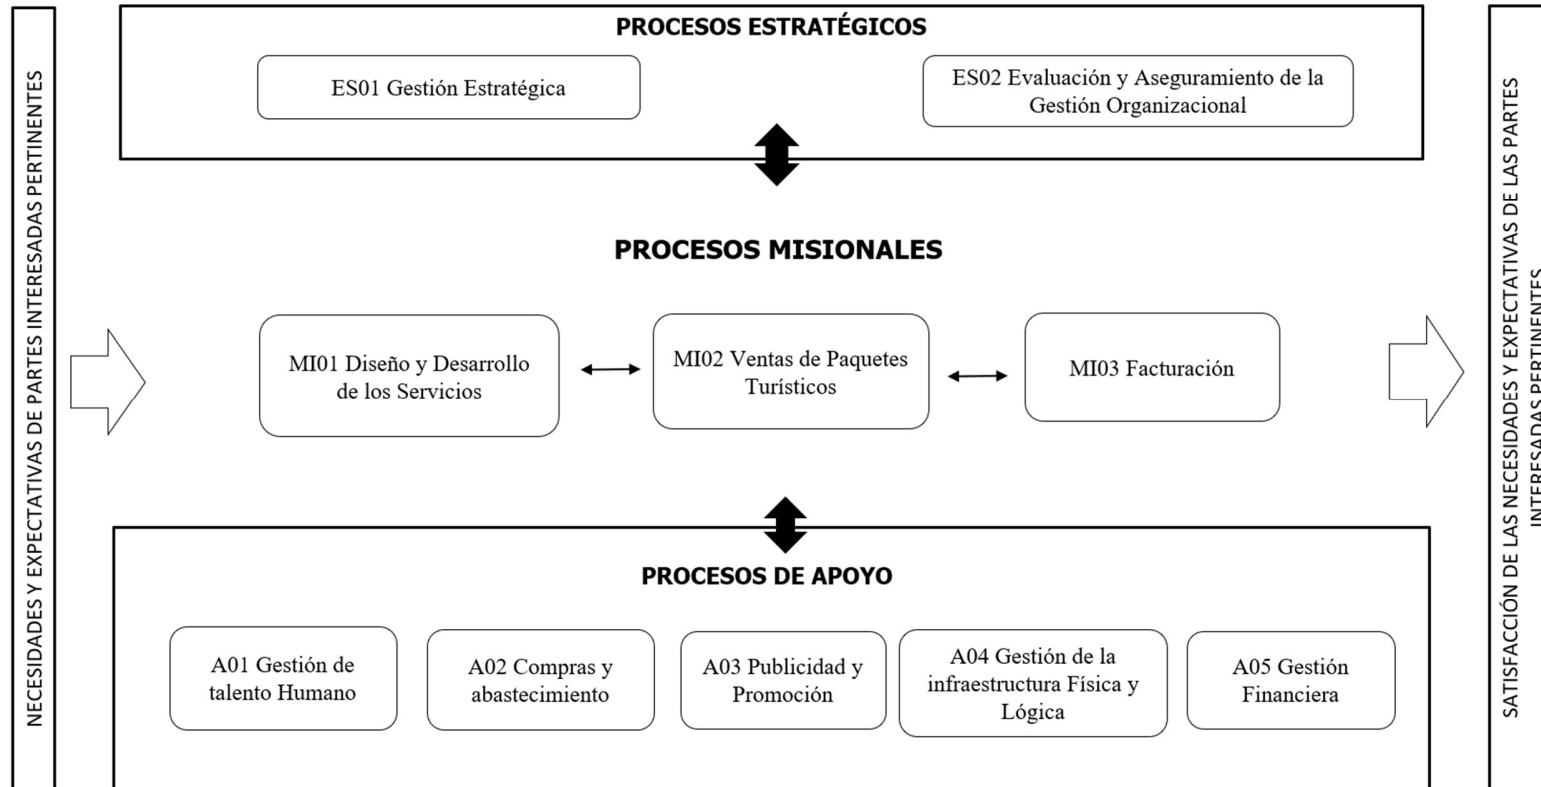 NECESIDADES Y EXPECTATIVAS DE PARTES INTERESADAS PERTINENTES
PROCESOS ESTRATÉGICOS
ES01 Gestión Estratégica
ES02 Evaluación y Aseguramiento de la
Gestión Organizacional
PROCESOS MISIONALES
MI01 Diseño y Desarrollo
de los Servicios
MI02 Ventas de Paquetes
Turísticos
MI03 Facturación
PROCESOS DE APOYO
A01 Gestión de
talento Humano
A02 Compras y
abastecimiento
A03 Publicidad y
Promoción
A04 Gestión de la
infraestructura Física y
Lógica
A05 Gestión
Financiera
SATISFACCIÓN DE LAS NECESIDADES Y EXPECTATIVAS DE LAS PARTES
INTERESADAS PERTINENTES